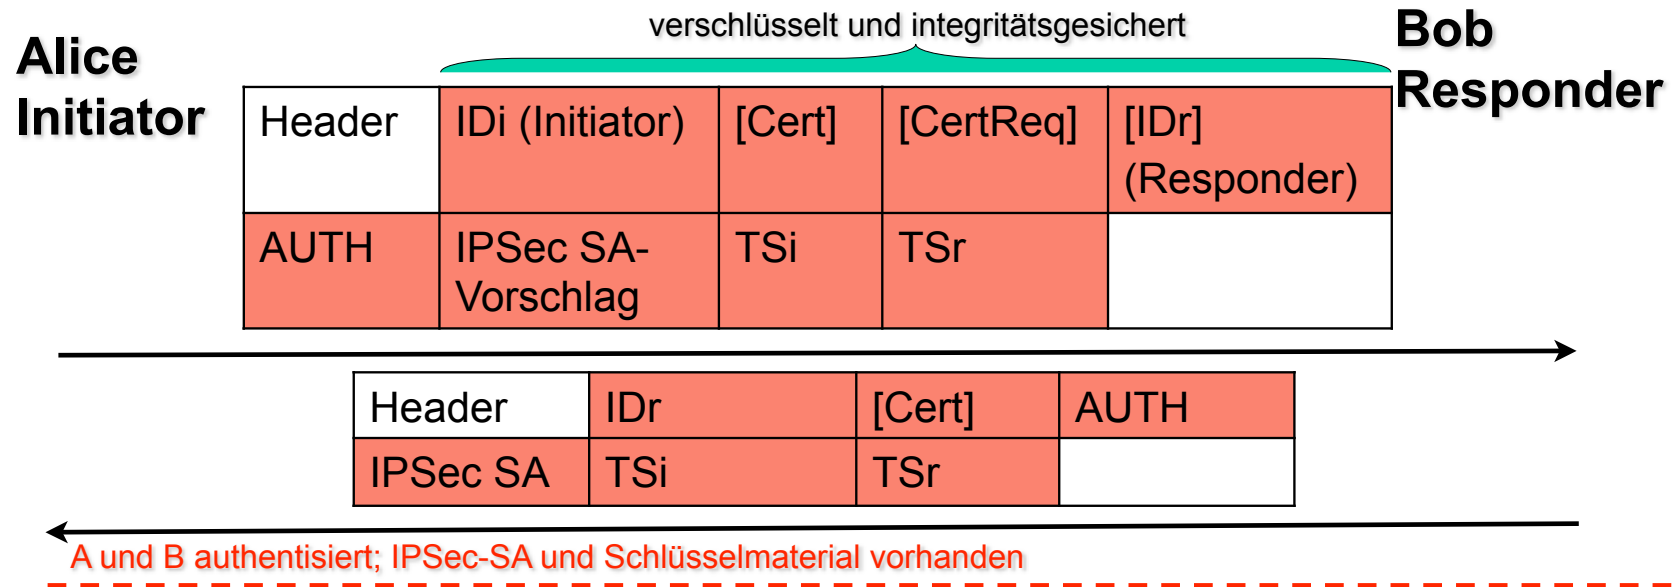 verschlüsselt und integritätsgesichert
Alice
Initiator
Bob
Responder
Header IDi (Initiator) [Cert] [CertReq] [IDr]
(Responder)
AUTH IPSec SA- TSi TSr
Vorschlag
Header IDr [Cert] AUTH
IPSec SA TSi TSr
A und B authentisiert; IPSec-SA und Schlüsselmaterial vorhanden